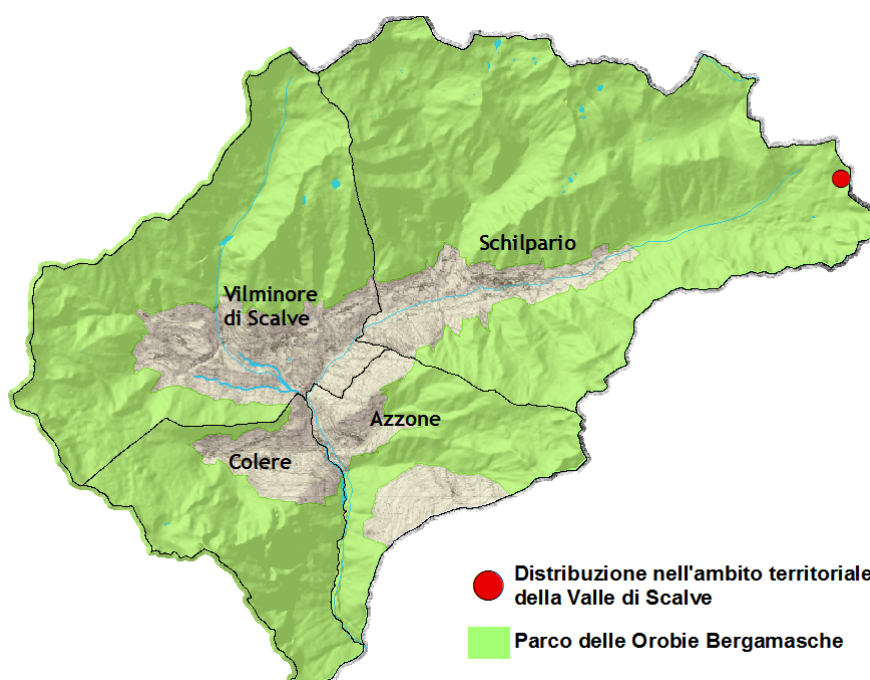 Schilpario
Vilminore
di Scalve
Azzone
Colere
Distribuzione nell'ambito territoriale
della Valle di Scalve
Parco delle Orobie Bergamasche